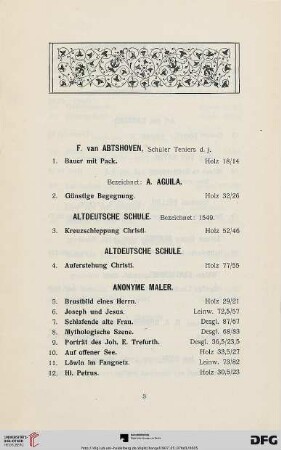 F. van ABTSHOVEN, Schüler Teniers d. j.
1. Bauer mit Pack. Holz 18/14
Bezeichnet: A. AGUILA.
2. Günstige Begegnung. Holz 32/26
ALTDEUTSCHE SCHULE. Bezeichnet: 1549.
3. Kreuzschleppung Christi. Holz 52/46
ALTDEUTSCHE SCHULE.
4. Auferstehung Christi. Holz 77/55
ANONYME MALER.
5. Brustbild eines Herrn. Holz 29/21
6. Joseph und Jesus. Leinw. 72,5/57
7. Schlafende alte Frau. Desgl. 87/67
8. Mythologische Szene. Desgl. 68/83
9. Porträt des Joh. E. Trefurth. Desgl. 36,5/23,5
10. Auf offener See. Holz 33,5/27
11. Löwin im Fangnetz. Leinw. 73/82
12. Hl. Petrus. Holz 30,5/23
3
UNIVERSITÄTS-
BIBLIOTHEK
HEIDELBERG
DFG